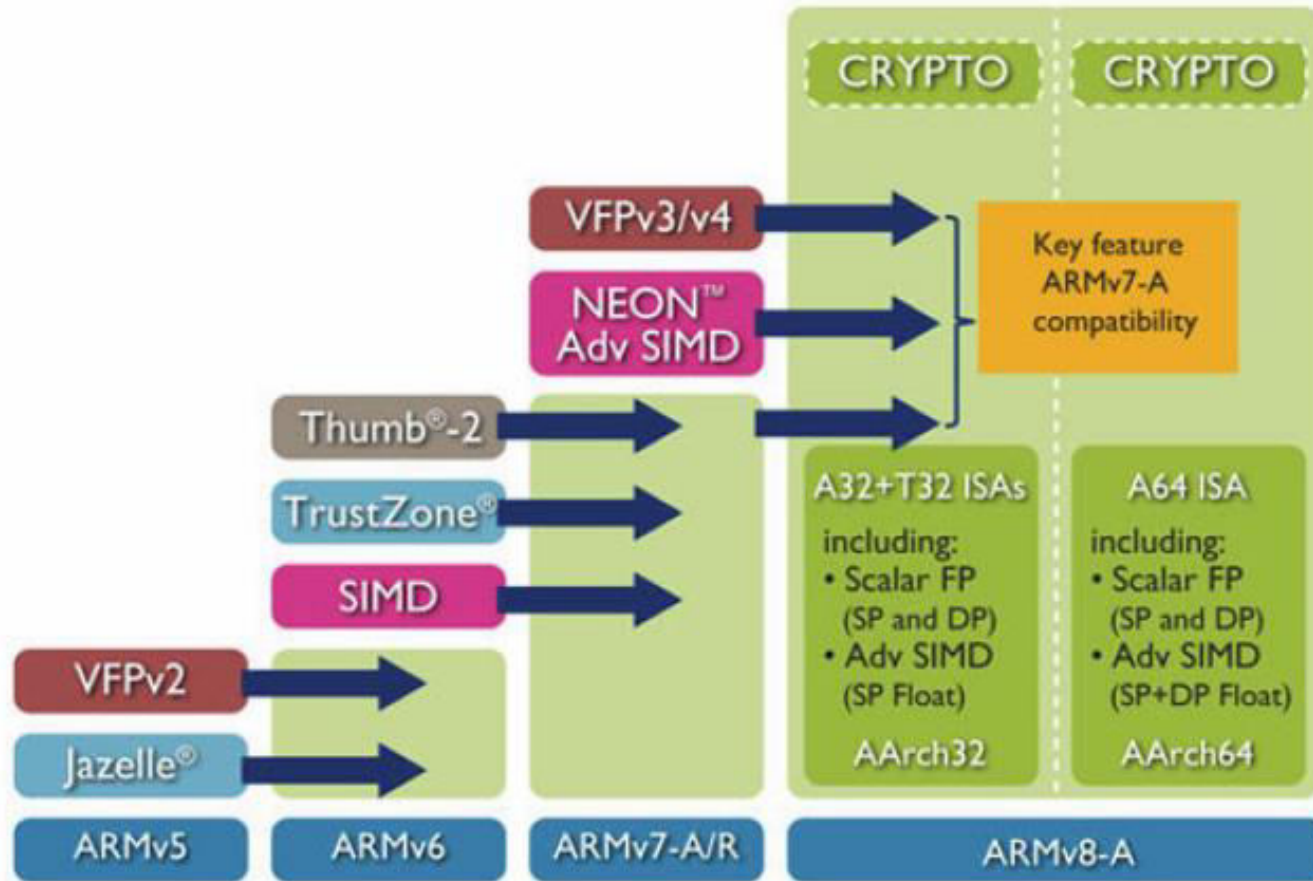 CRYPTO
CRYPTO
VFPv3/v4
Key feature
ARMv7-A
compatibility
NEON™
Adv SIMD
Thumb®-2
A32+T32 ISAs
including:
• Scalar FP
(SP and DP)
• Adv SIMD
(SP Float)
AArch32
A64 ISA
including:
• Scalar FP
(SP and DP)
• Adv SIMD
(SP+DP Float)
AArch64
TrustZone®
SIMD
VFPv2
Jazelle®
ARMv5
ARMv6
ARMv7-A/R
ARMv8-A